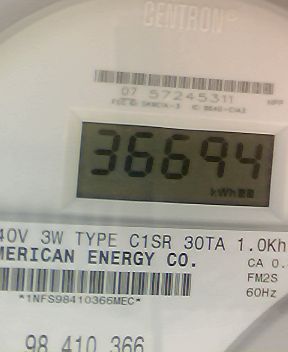 CENTRON®
07 57245311
36694
kWh
40V 3W TYPE C1SR 30TA 1.0Kh
MERICAN ENERGY CO.
CA 0.
FM2S
*1NFS98410366MEC*
60Hz
98 410 366